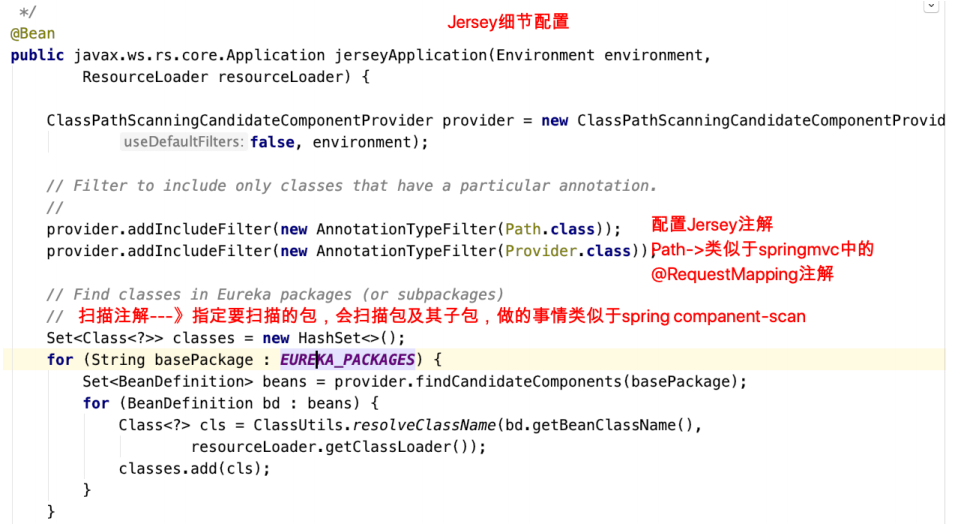 */
Jersey细节配置
@Bean
public javax.ws.rs.core.Application jerseyApplication(Environment environment,
ResourceLoader resourceLoader) {
ClassPathScanningCandidateComponentProvider provider = new ClassPathScanningCandidateComponentProvid
useDefaultFilters: false, environment);
// Filter to include only classes that have a particular annotation.
//
provider.addIncludeFilter(new AnnotationTypeFilter(Path.class));
配置Jersey注解
provider.addIncludeFilter(new AnnotationTypeFilter(Provider.class));
Path->类似于springmvc中的
@RequestMapping注解
// Find classes in Eureka packages (or subpackages)
// 扫描注解---》指定要扫描的包，会扫描包及其子包，做的事情类似于spring companent-scan
Set<Class<?>> classes = new HashSet<>();
for (String basePackage : EUREKA_PACKAGES) {
Set<BeanDefinition> beans = provider.findCandidateComponents(basePackage);
for (BeanDefinition bd : beans) {
Class<?> cls = ClassUtils.resolveClassName(bd.getBeanClassName(),
resourceLoader.getClassLoader());
classes.add(cls);
}
}